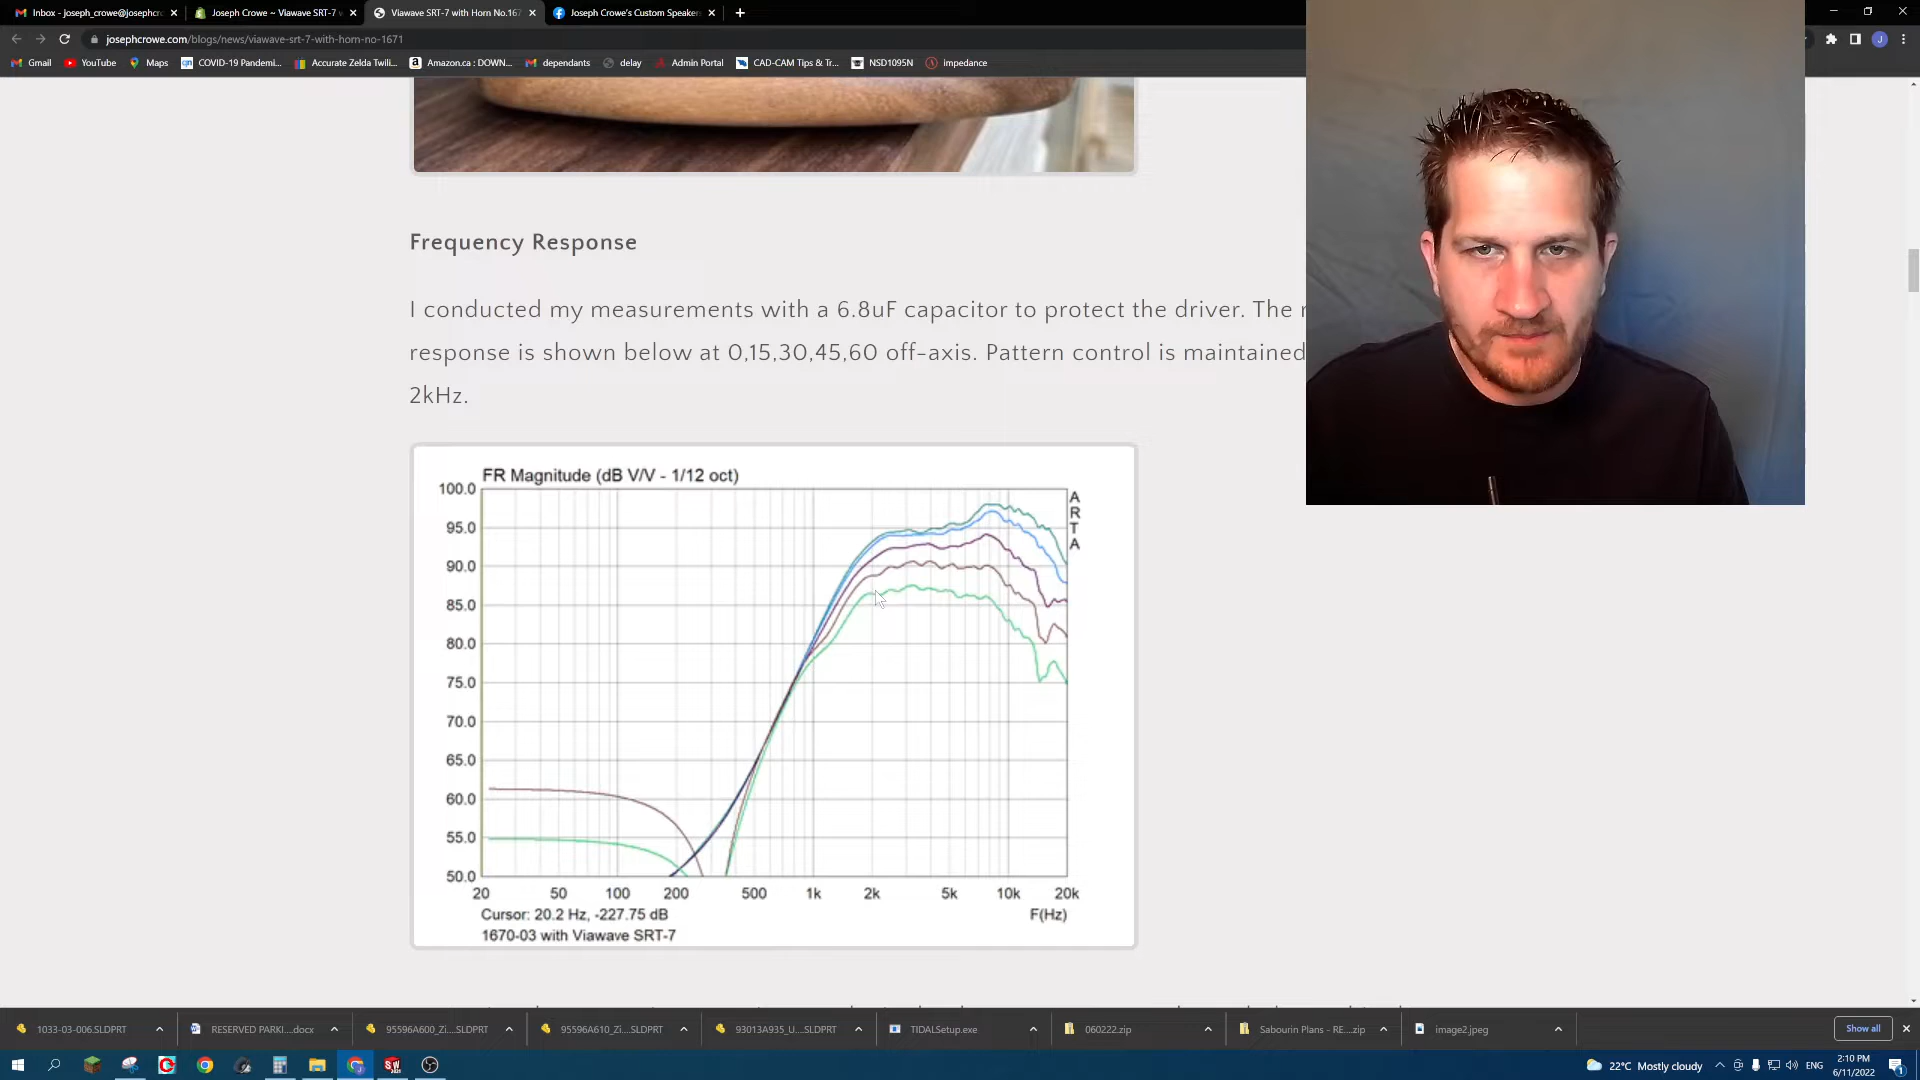 Inbox - joseph_crowe@josephcro
Joseph Crowe ~ Viawave SRT-7 w
Viawave SRT-7 with Horn No.167
Joseph Crowe's Custom Speaker
josephcrowe.com/blogs/news/viawave-srt-7-with-horn-no-1671
Gmail
YouTube
Maps
COVID-19 Pandemi...
Accurate Zelda Twili...
Amazon.ca : DOWN...
dependants
delay
Admin Portal
CAD-CAM Tips & Tr...
NSD1095N
impedance
Frequency Response
I conducted my measurements with a 6.8uF capacitor to protect the driver. The r
response is shown below at 0,15,30,45,60 off-axis. Pattern control is maintained
2kHz.
FR Magnitude (dB V/V - 1/12 oct)
100.0
95.0
90.0
85.0
80.0
75.0
70.0
65.0
60.0
55.0
50.0
A
R
T
A
20 50 100 200 500 1k 2k 5k 10k 20k
Cursor: 20.2 Hz, -227.75 dB F(Hz)
1670-03 with Viawave SRT-7
1033-03-006.SLDPRT
RESERVED PARKI....docx
95596A600_Zi....SLDPRT
95596A610_Zi....SLDPRT
93013A935_U....SLDPRT
TIDALSetup.exe
060222.zip
Sabourin Plans - RE....zip
image2.jpeg
Show all
22°C Mostly cloudy
ENG
2:10 PM
6/11/2022